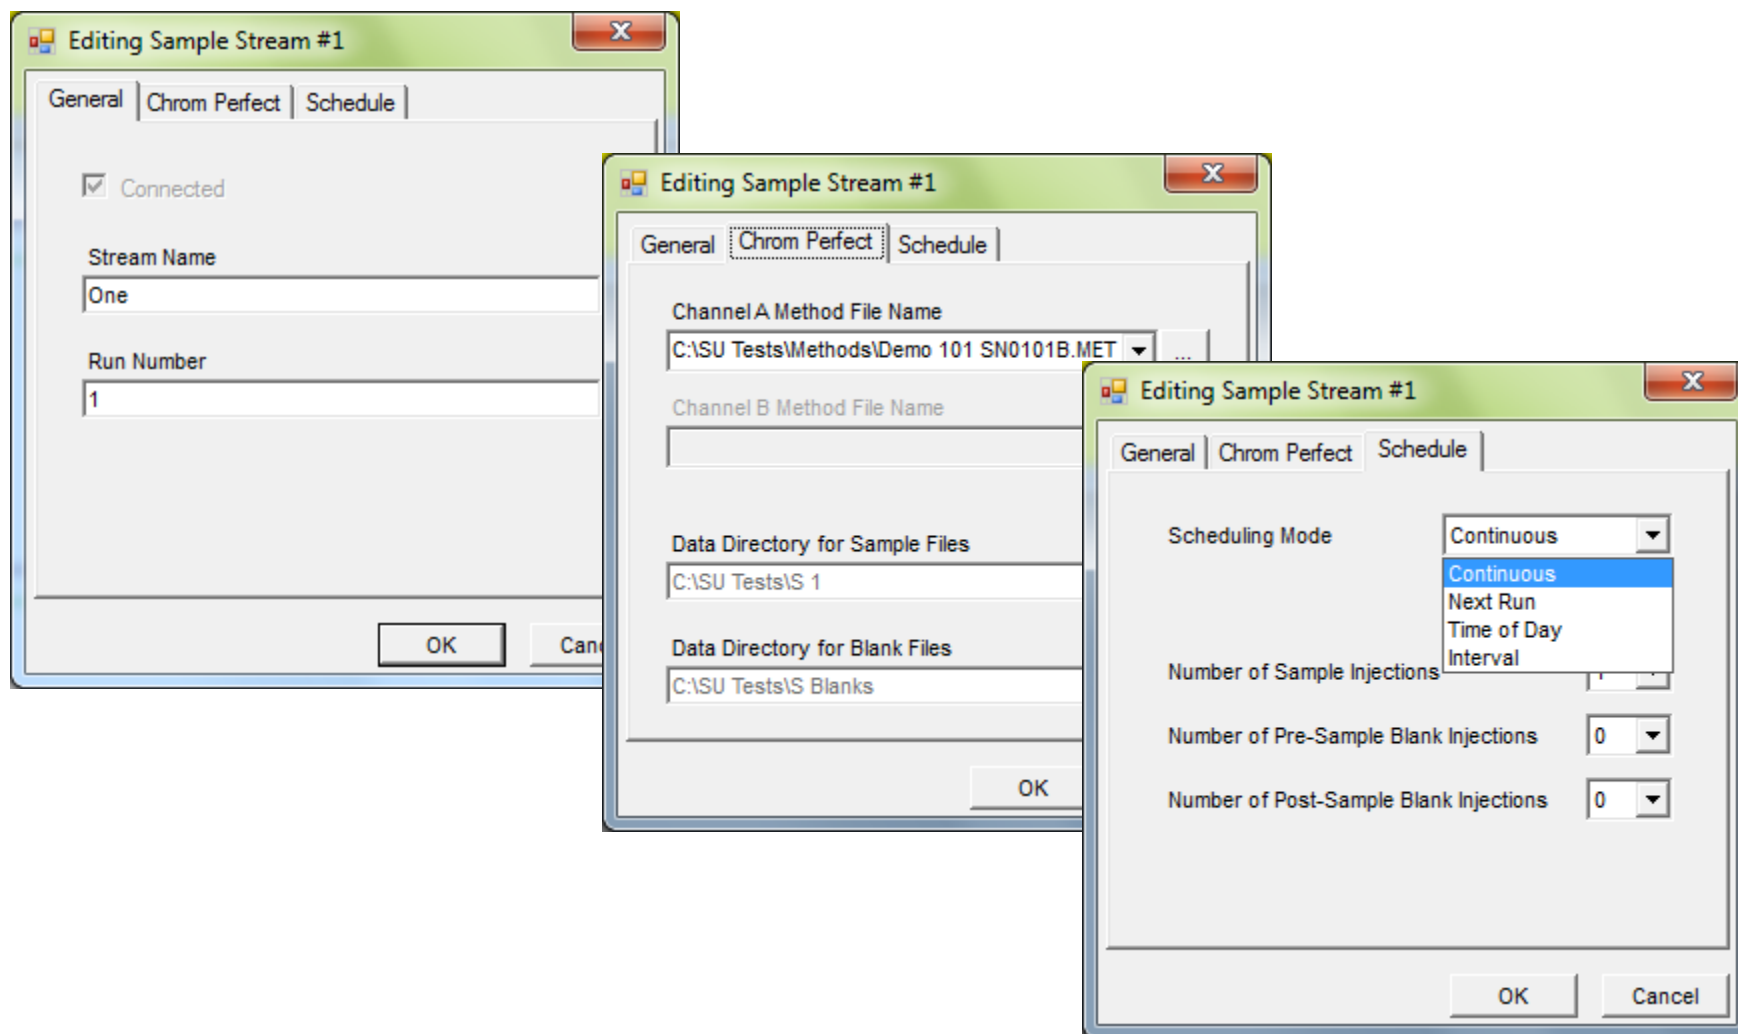 Editing Sample Stream #1
General Chrom Perfect Schedule
Connected
Stream Name
One
Run Number
1
OK
Editing Sample Stream #1
General Chrom Perfect Schedule
Channel A Method File Name
C:\SU Tests\Methods\Demo 101 SN0101B.MET ...
Channel B Method File Name
Data Directory for Sample Files
C:\SU Tests\S 1
Data Directory for Blank Files
C:\SU Tests\S Blanks
OK
Editing Sample Stream #1
General Chrom Perfect Schedule
Scheduling Mode Continuous
Continuous
Next Run
Time of Day
Interval
Number of Sample Injections
Number of Pre-Sample Blank Injections 0
Number of Post-Sample Blank Injections 0
OK Cancel